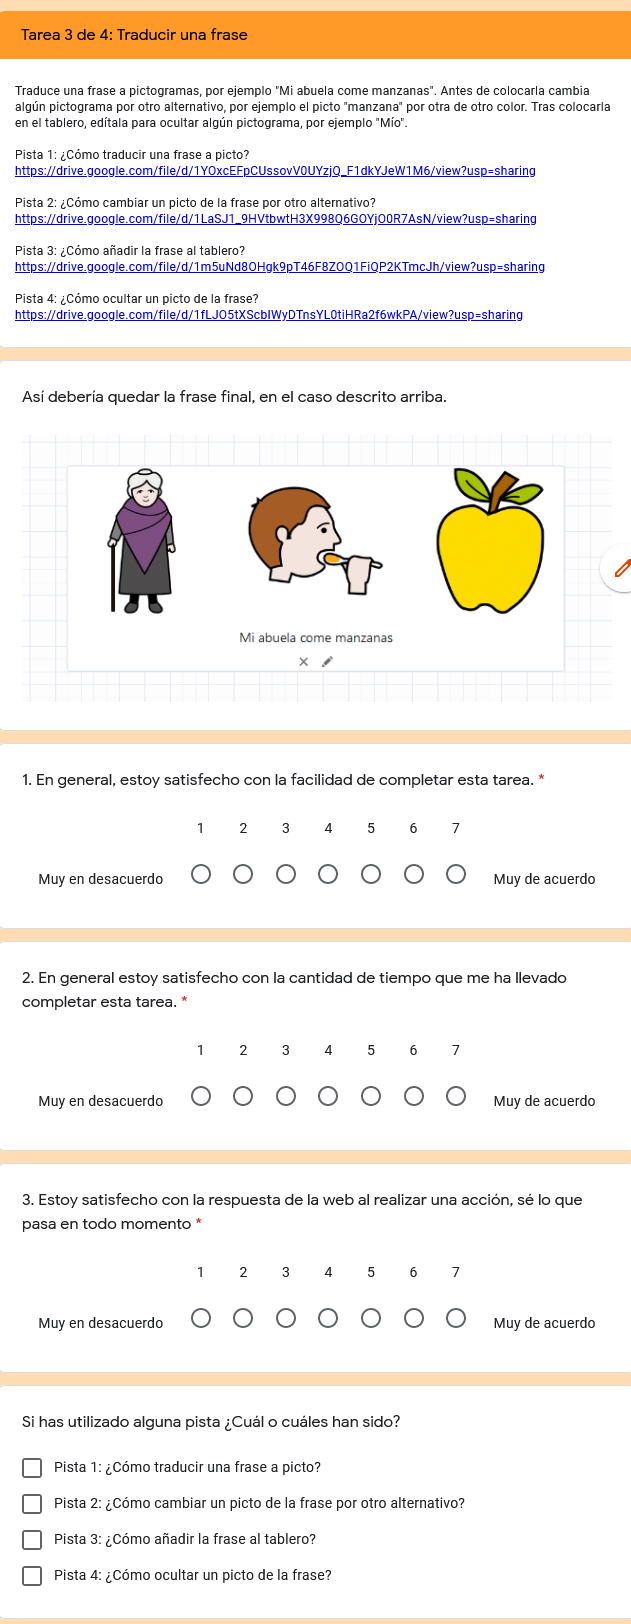 Tarea 3 de 4: Traducir una frase
Traduce una frase a pictogramas, por ejemplo "Mi abuela come manzanas". Antes de colocarla cambia
algún pictograma por otro alternativo, por ejemplo el picto "manzana" por otra de otro color. Tras colocarla
en el tablero, edítala para ocultar algún pictograma, por ejemplo "Mío".
Pista 1: ¿Cómo traducir una frase a picto?
https://drive.google.com/file/d/1YOxcEFpCUssovV0UYzjQ_F1dkYJeW1M6/view?usp=sharing
Pista 2: ¿Cómo cambiar un picto de la frase por otro alternativo?
https://drive.google.com/file/d/1LaSJ1_9HVtbwtH3X998Q6GOYjO0R7AsN/view?usp=sharing
Pista 3: ¿Cómo añadir la frase al tablero?
https://drive.google.com/file/d/1m5uNd8OHgk9pT46F8ZOQ1FiQP2KTmcJh/view?usp=sharing
Pista 4: ¿Cómo ocultar un picto de la frase?
https://drive.google.com/file/d/1fLJO5tXScbIWyDTnsYL0tiHRa2f6wkPA/view?usp=sharing
Así debería quedar la frase final, en el caso descrito arriba.
Mi abuela come manzanas
1. En general, estoy satisfecho con la facilidad de completar esta tarea. *
1 2 3 4 5 6 7
Muy en desacuerdo Muy de acuerdo
2. En general estoy satisfecho con la cantidad de tiempo que me ha llevado
completar esta tarea. *
1 2 3 4 5 6 7
Muy en desacuerdo Muy de acuerdo
3. Estoy satisfecho con la respuesta de la web al realizar una acción, sé lo que
pasa en todo momento *
1 2 3 4 5 6 7
Muy en desacuerdo Muy de acuerdo
Si has utilizado alguna pista ¿Cuál o cuáles han sido?
Pista 1: ¿Cómo traducir una frase a picto?
Pista 2: ¿Cómo cambiar un picto de la frase por otro alternativo?
Pista 3: ¿Cómo añadir la frase al tablero?
Pista 4: ¿Cómo ocultar un picto de la frase?